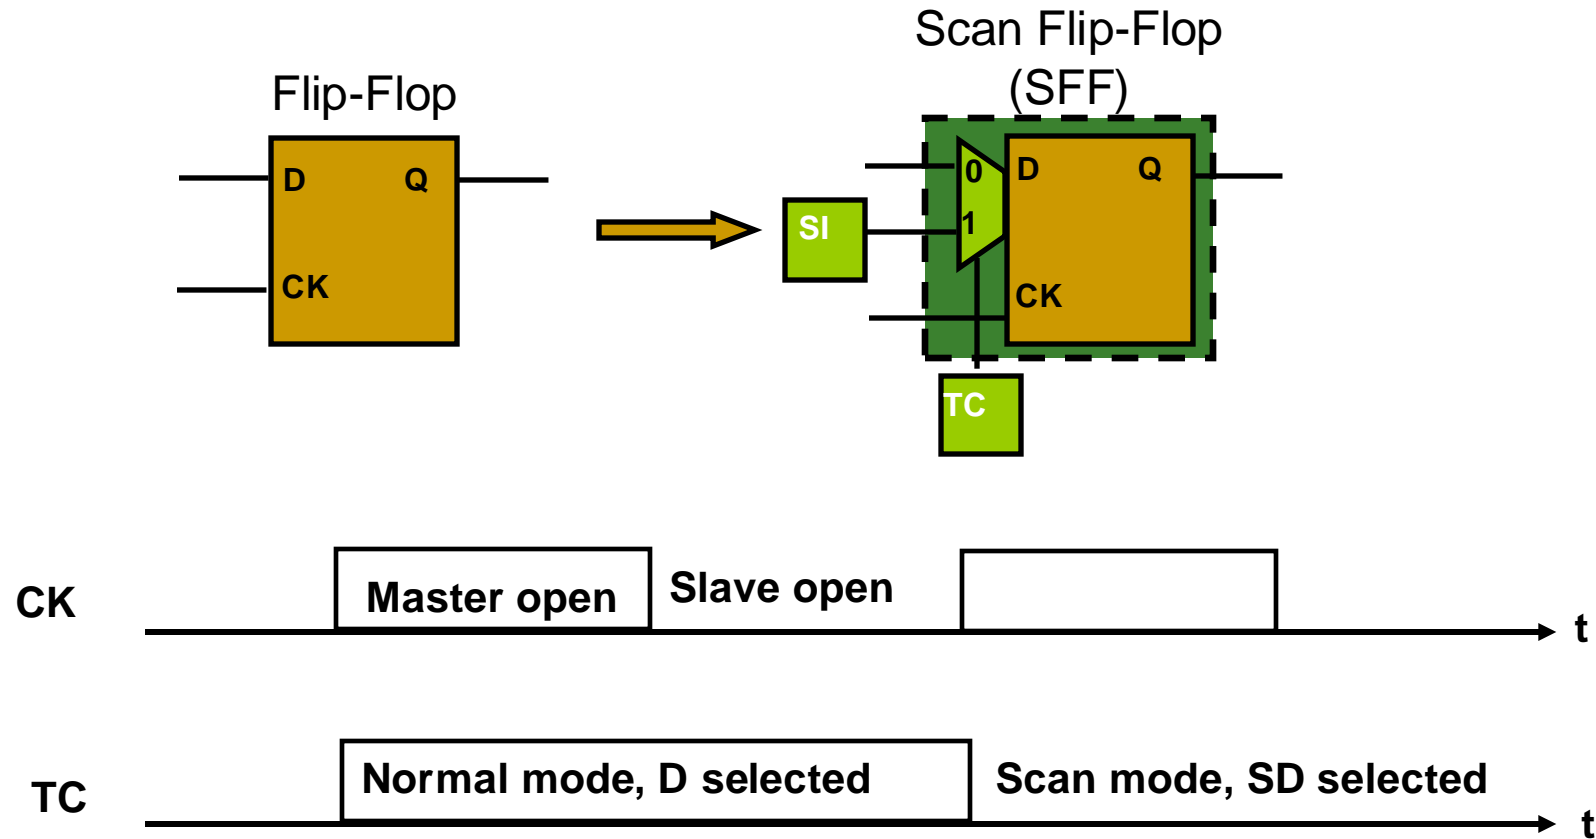 Scan Flip-Flop
(SFF)
Flip-Flop
D Q
CK
0 D Q
SI 1
CK
TC
CK Master open Slave open t
TC Normal mode, D selected Scan mode, SD selected t